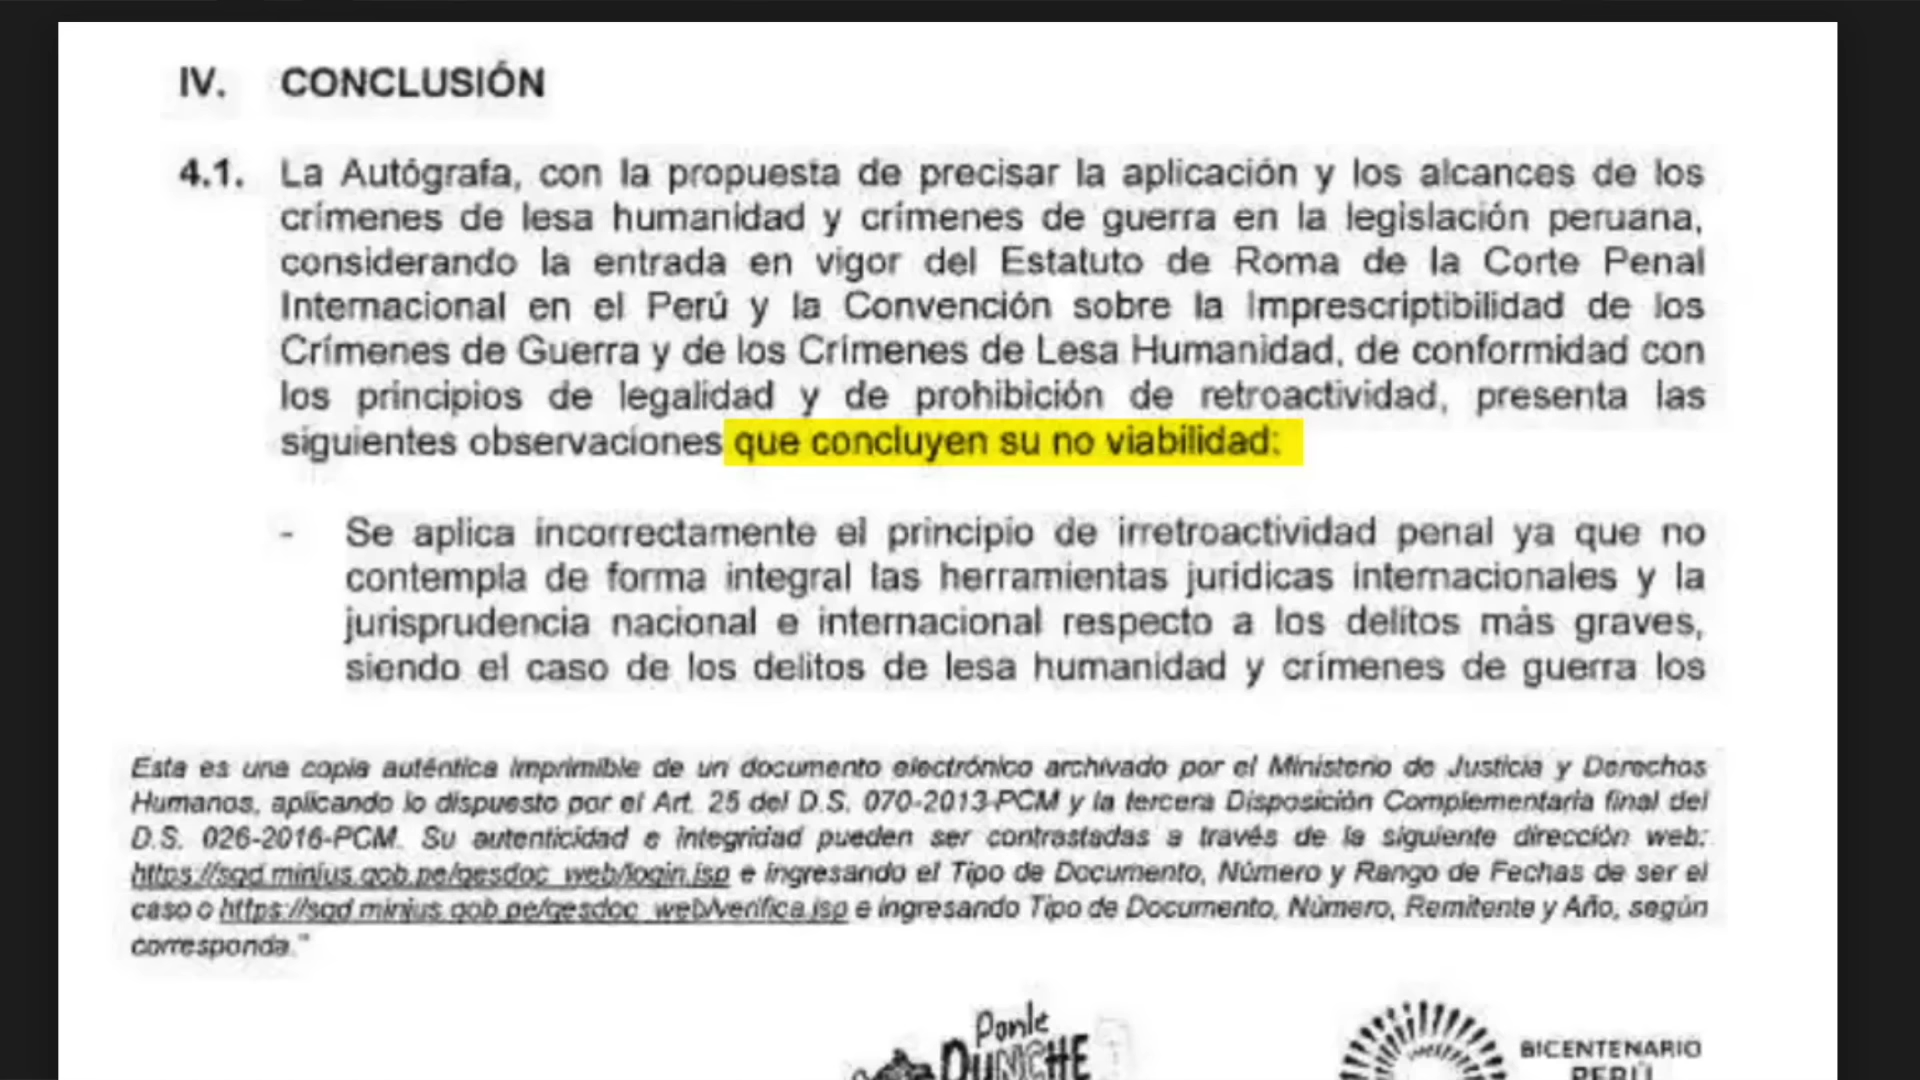 IV. CONCLUSIÓN
4.1. La Autógrafa, con la propuesta de precisar la aplicación y los alcances de los
crímenes de lesa humanidad y crímenes de guerra en la legislación peruana,
considerando la entrada en vigor del Estatuto de Roma de la Corte Penal
Internacional en el Perú y la Convención sobre la Imprescriptibilidad de los
Crímenes de Guerra y de los Crímenes de Lesa Humanidad, de conformidad con
los principios de legalidad y de prohibición de retroactividad, presenta las
siguientes observaciones que concluyen su no viabilidad:
- Se aplica incorrectamente el principio de irretroactividad penal ya que no
contempla de forma integral las herramientas jurídicas internacionales y la
jurisprudencia nacional e internacional respecto a los delitos más graves,
siendo el caso de los delitos de lesa humanidad y crímenes de guerra los
Esta es una copia auténtica imprimible de un documento electrónico archivado por el Ministerio de Justicia y Derechos
Humanos, aplicando lo dispuesto por el Art. 25 del D.S. 070-2013-PCM y la tercera Disposición Complementaria final del
D.S. 026-2016-PCM. Su autenticidad e integridad pueden ser contrastadas a través de la siguiente dirección web:
https://sgd.minjus.gob.pe/gesdoc_web/login.jsp e ingresando el Tipo de Documento, Número y Rango de Fechas de ser el
caso o https://sgd.minjus.gob.pe/gesdoc_web/verifica.jsp e ingresando Tipo de Documento, Número, Remitente y Año, según
corresponda."
Ponle
PUNCHE
BICENTENARIO
PERÚ